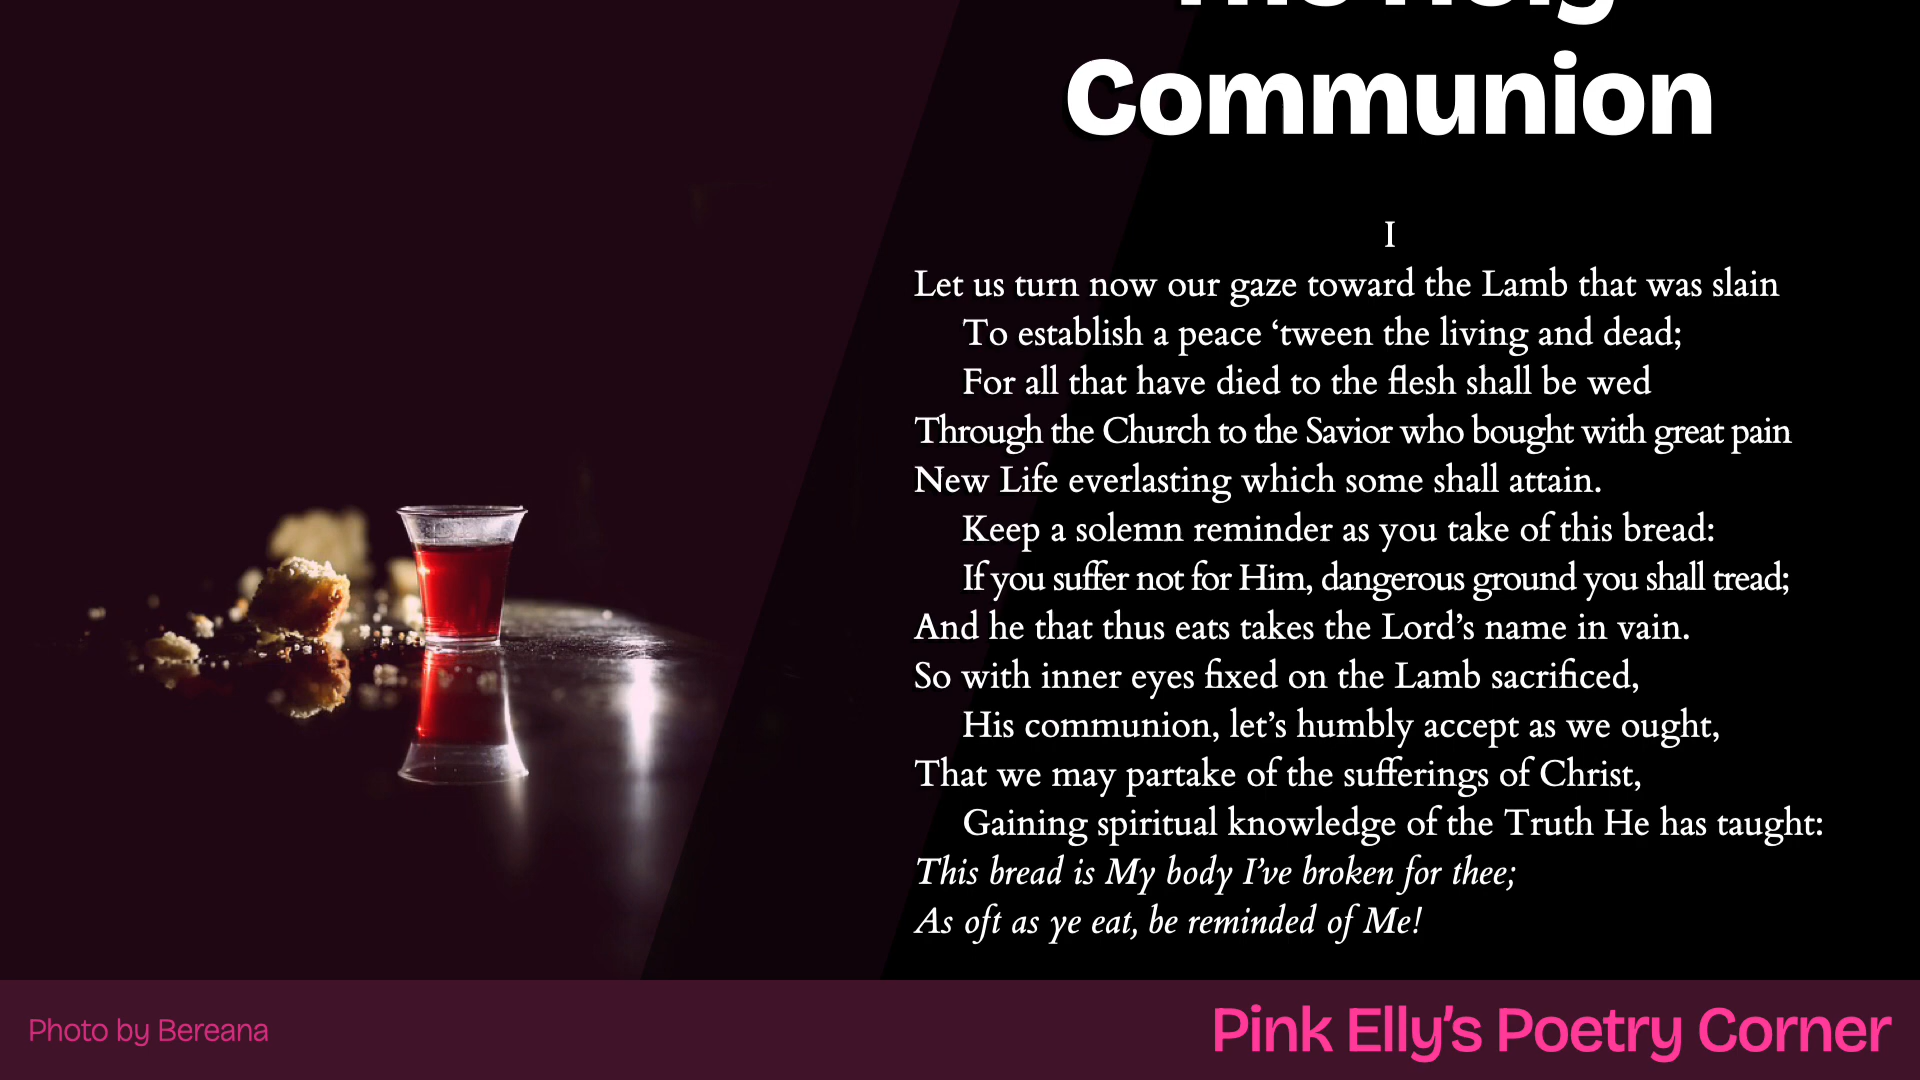 The Holy
Communion
I
Let us turn now our gaze toward the Lamb that was slain
To establish a peace ‘tween the living and dead;
For all that have died to the flesh shall be wed
Through the Church to the Savior who bought with great pain
New Life everlasting which some shall attain.
Keep a solemn reminder as you take of this bread:
If you suffer not for Him, dangerous ground you shall tread;
And he that thus eats takes the Lord’s name in vain.
So with inner eyes fixed on the Lamb sacrificed,
His communion, let’s humbly accept as we ought,
That we may partake of the sufferings of Christ,
Gaining spiritual knowledge of the Truth He has taught:
This bread is My body I’ve broken for thee;
As oft as ye eat, be reminded of Me!
Photo by Bereana
Pink Elly’s Poetry Corner